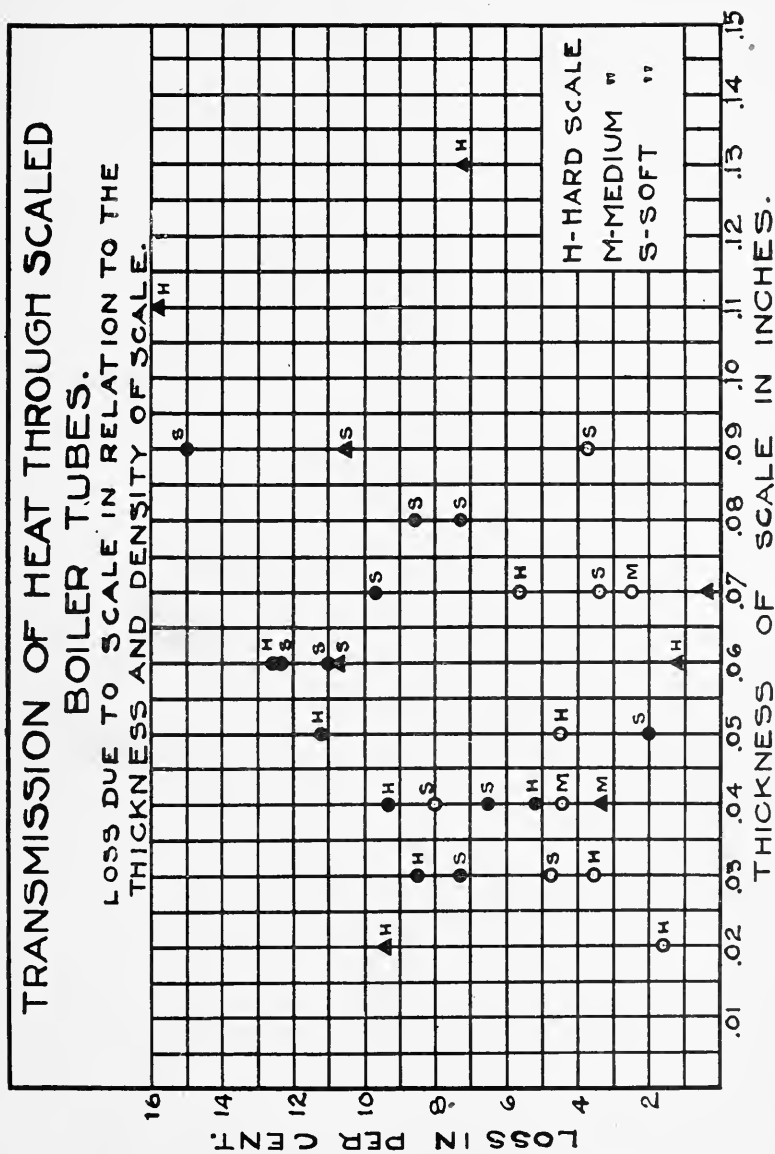 TRANSMISSION OF HEAT THROUGH SCALED
BOILER TUBES.
LOSS DUE TO SCALE IN RELATION TO THE
THICKNESS AND DENSITY OF SCALE.
LOSS IN PER CENT.
16
14
12
10
8
6
4
2
H
S
H
S
H
S
S
S
S
H
H
S
H
S
S
S
H
S
H
H
S
H
M
S
H
S
M
M
S
H
H
H-HARD SCALE
M-MEDIUM "
S-SOFT "
.01 .02 .03 .04 .05 .06 .07 .08 .09 .10 .11 .12 .13 .14 .15
THICKNESS OF SCALE IN INCHES.